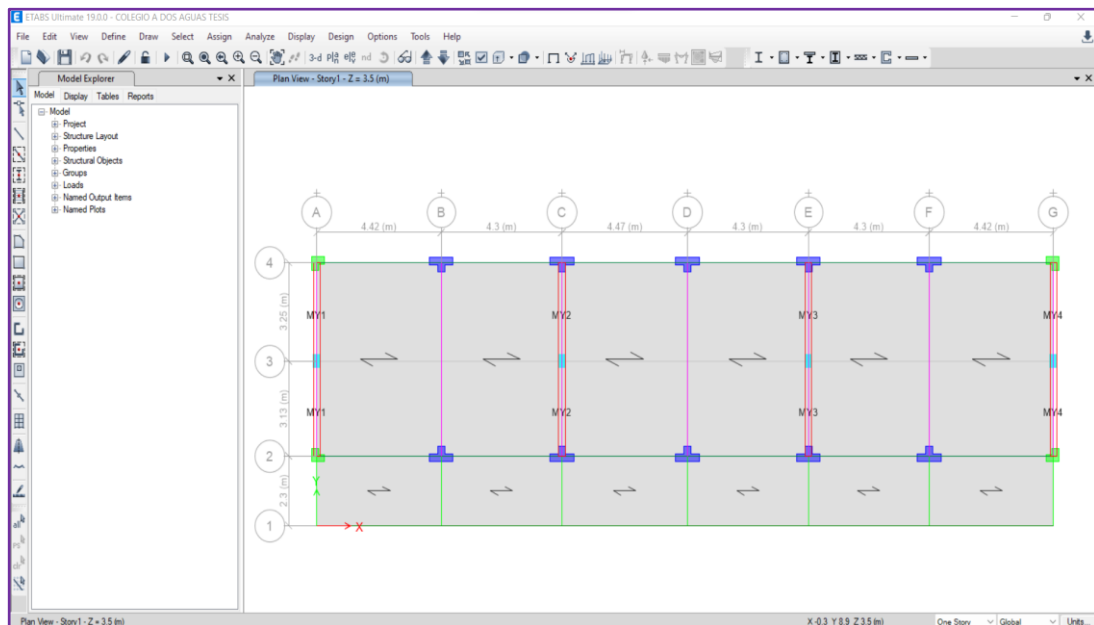 ETABS Ultimate 19.0.0 - COLEGIO A DOS AGUAS TESIS
File Edit View Define Draw Select Assign Analyze Display Design Options Tools Help
3-d nd
Model Explorer
Plan View - Story1 - Z = 3.5 (m)
Model Display Tables Reports
Model
Project
Structure Layout
Properties
Structural Objects
Groups
Loads
Named Output Items
Named Plots
A B C D E F G
4.42 (m) 4.3 (m) 4.47 (m) 4.3 (m) 4.3 (m) 4.42 (m)
4
3.25 (m)
MY1 MY2 MY3 MY4
3
3.13 (m)
MY1 MY2 MY3 MY4
2
2.3 (m)
Y
1
X
Plan View - Story1 - Z = 3.5 (m) X -0.3 Y 8.9 Z 3.5 (m) One Story Global Units...